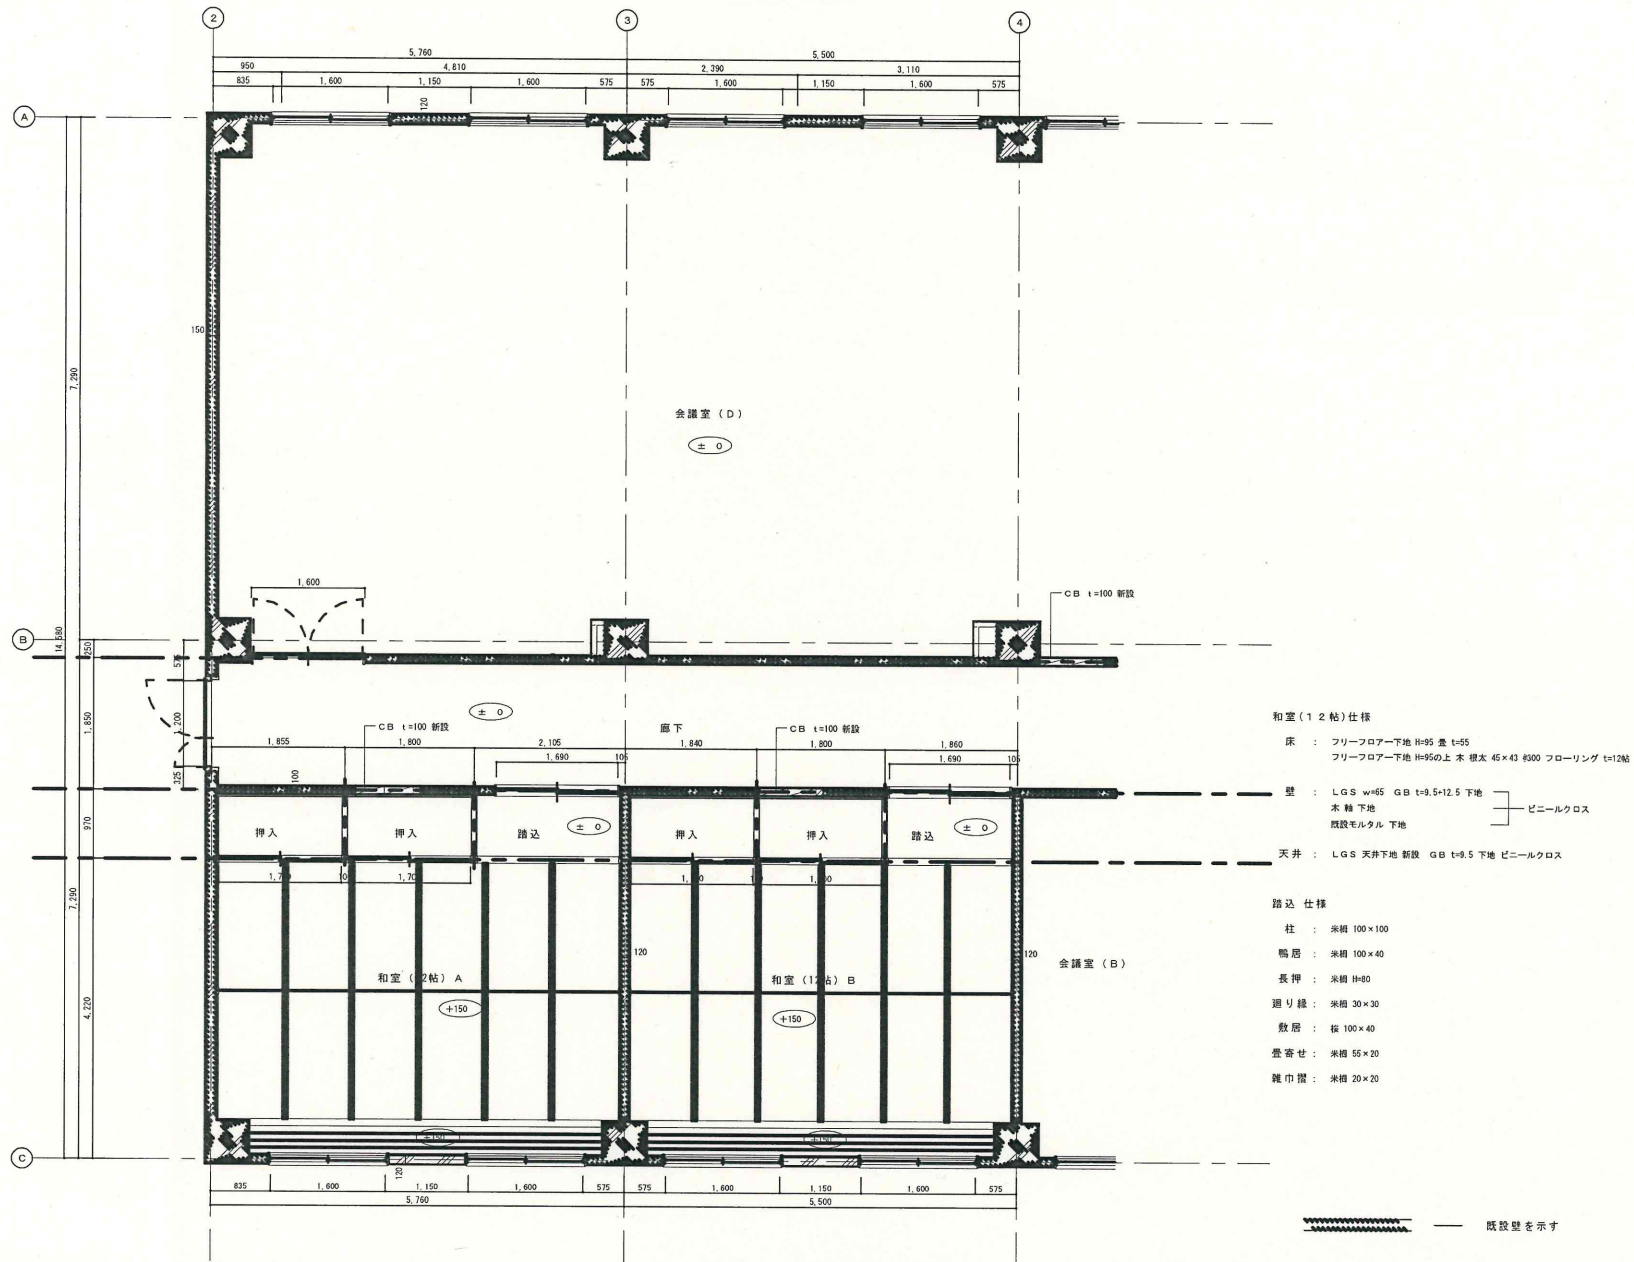 2
3
4
5,760
5,500
950
4,810
2,390
3,110
835
1,600
1,150
1,600
575
575
1,600
1,150
1,600
575
A
120
150
7,290
14,580
会議室(D)
± 0
1,600
CB t=100 新設
B
575
250
1,200
1,850
325
± 0
廊下
CB t=100 新設
CB t=100 新設
1,855
1,800
2,105
1,840
1,800
1,860
1,690
105
1,690
105
100
970
押入
押入
踏込
± 0
押入
押入
踏込
± 0
7,290
4,220
120
120
和室(12帖) A
+150
和室(12帖) B
+150
会議室(B)
+150
+150
C
120
835
1,600
1,150
1,600
575
575
1,600
1,150
1,600
575
5,760
5,500
和室(12帖)仕様
床 : フリーフロアー下地 H=95 畳 t=55
フリーフロアー下地 H=95の上 木 根太 45×43 @300 フローリング t=12帖
壁 : LGS w=65 GB t=9.5+12.5 下地
木 軸 下地
既設モルタル 下地
ビニールクロス
天井 : LGS 天井下地 新設 GB t=9.5 下地 ビニールクロス
踏込 仕様
柱 : 米栂 100×100
鴨居 : 米栂 100×40
長押 : 米栂 H=80
廻り縁 : 米栂 30×30
敷居 : 桜 100×40
畳寄せ : 米栂 55×20
雑巾摺 : 米栂 20×20
既設壁を示す